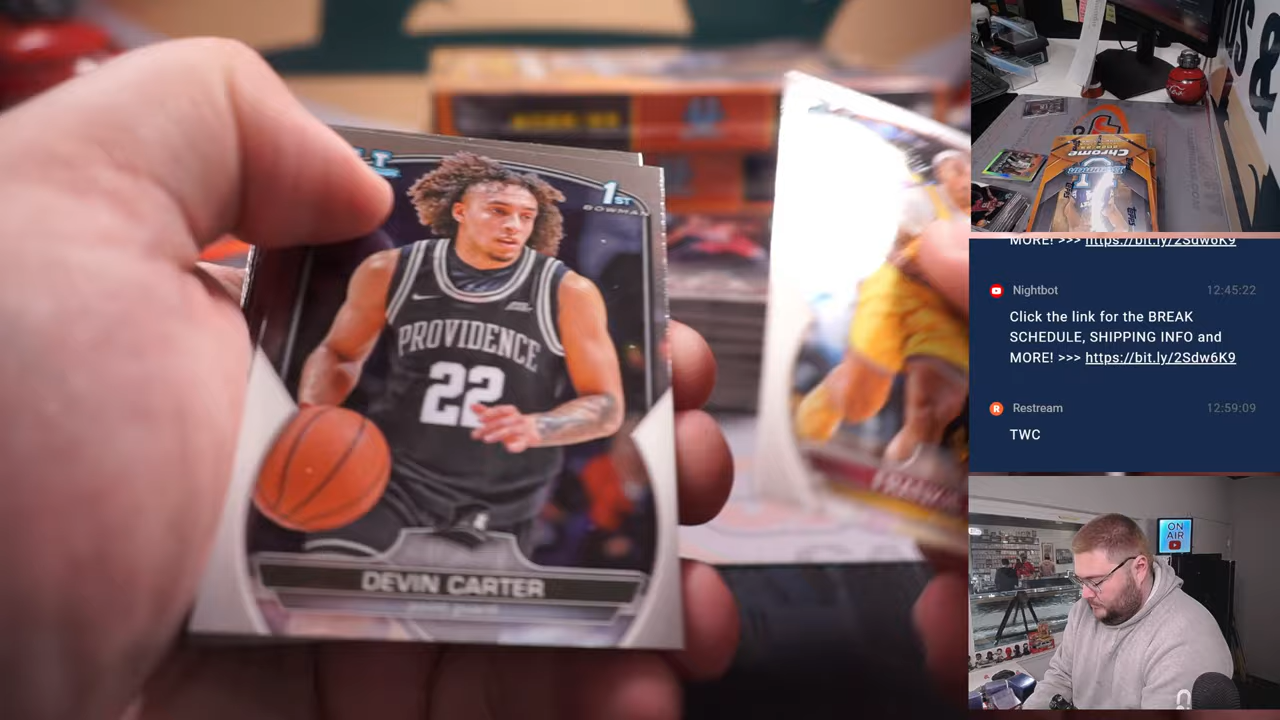 1ST
BOWMAN
PROVIDENCE
22
DEVIN CARTER
Chrome
MORE! >>> https://bit.ly/2Sdw6K9
Nightbot
12:45:22
Click the link for the BREAK
SCHEDULE, SHIPPING INFO and
MORE! >>> https://bit.ly/2Sdw6K9
Restream
12:59:09
TWC
ON
AIR